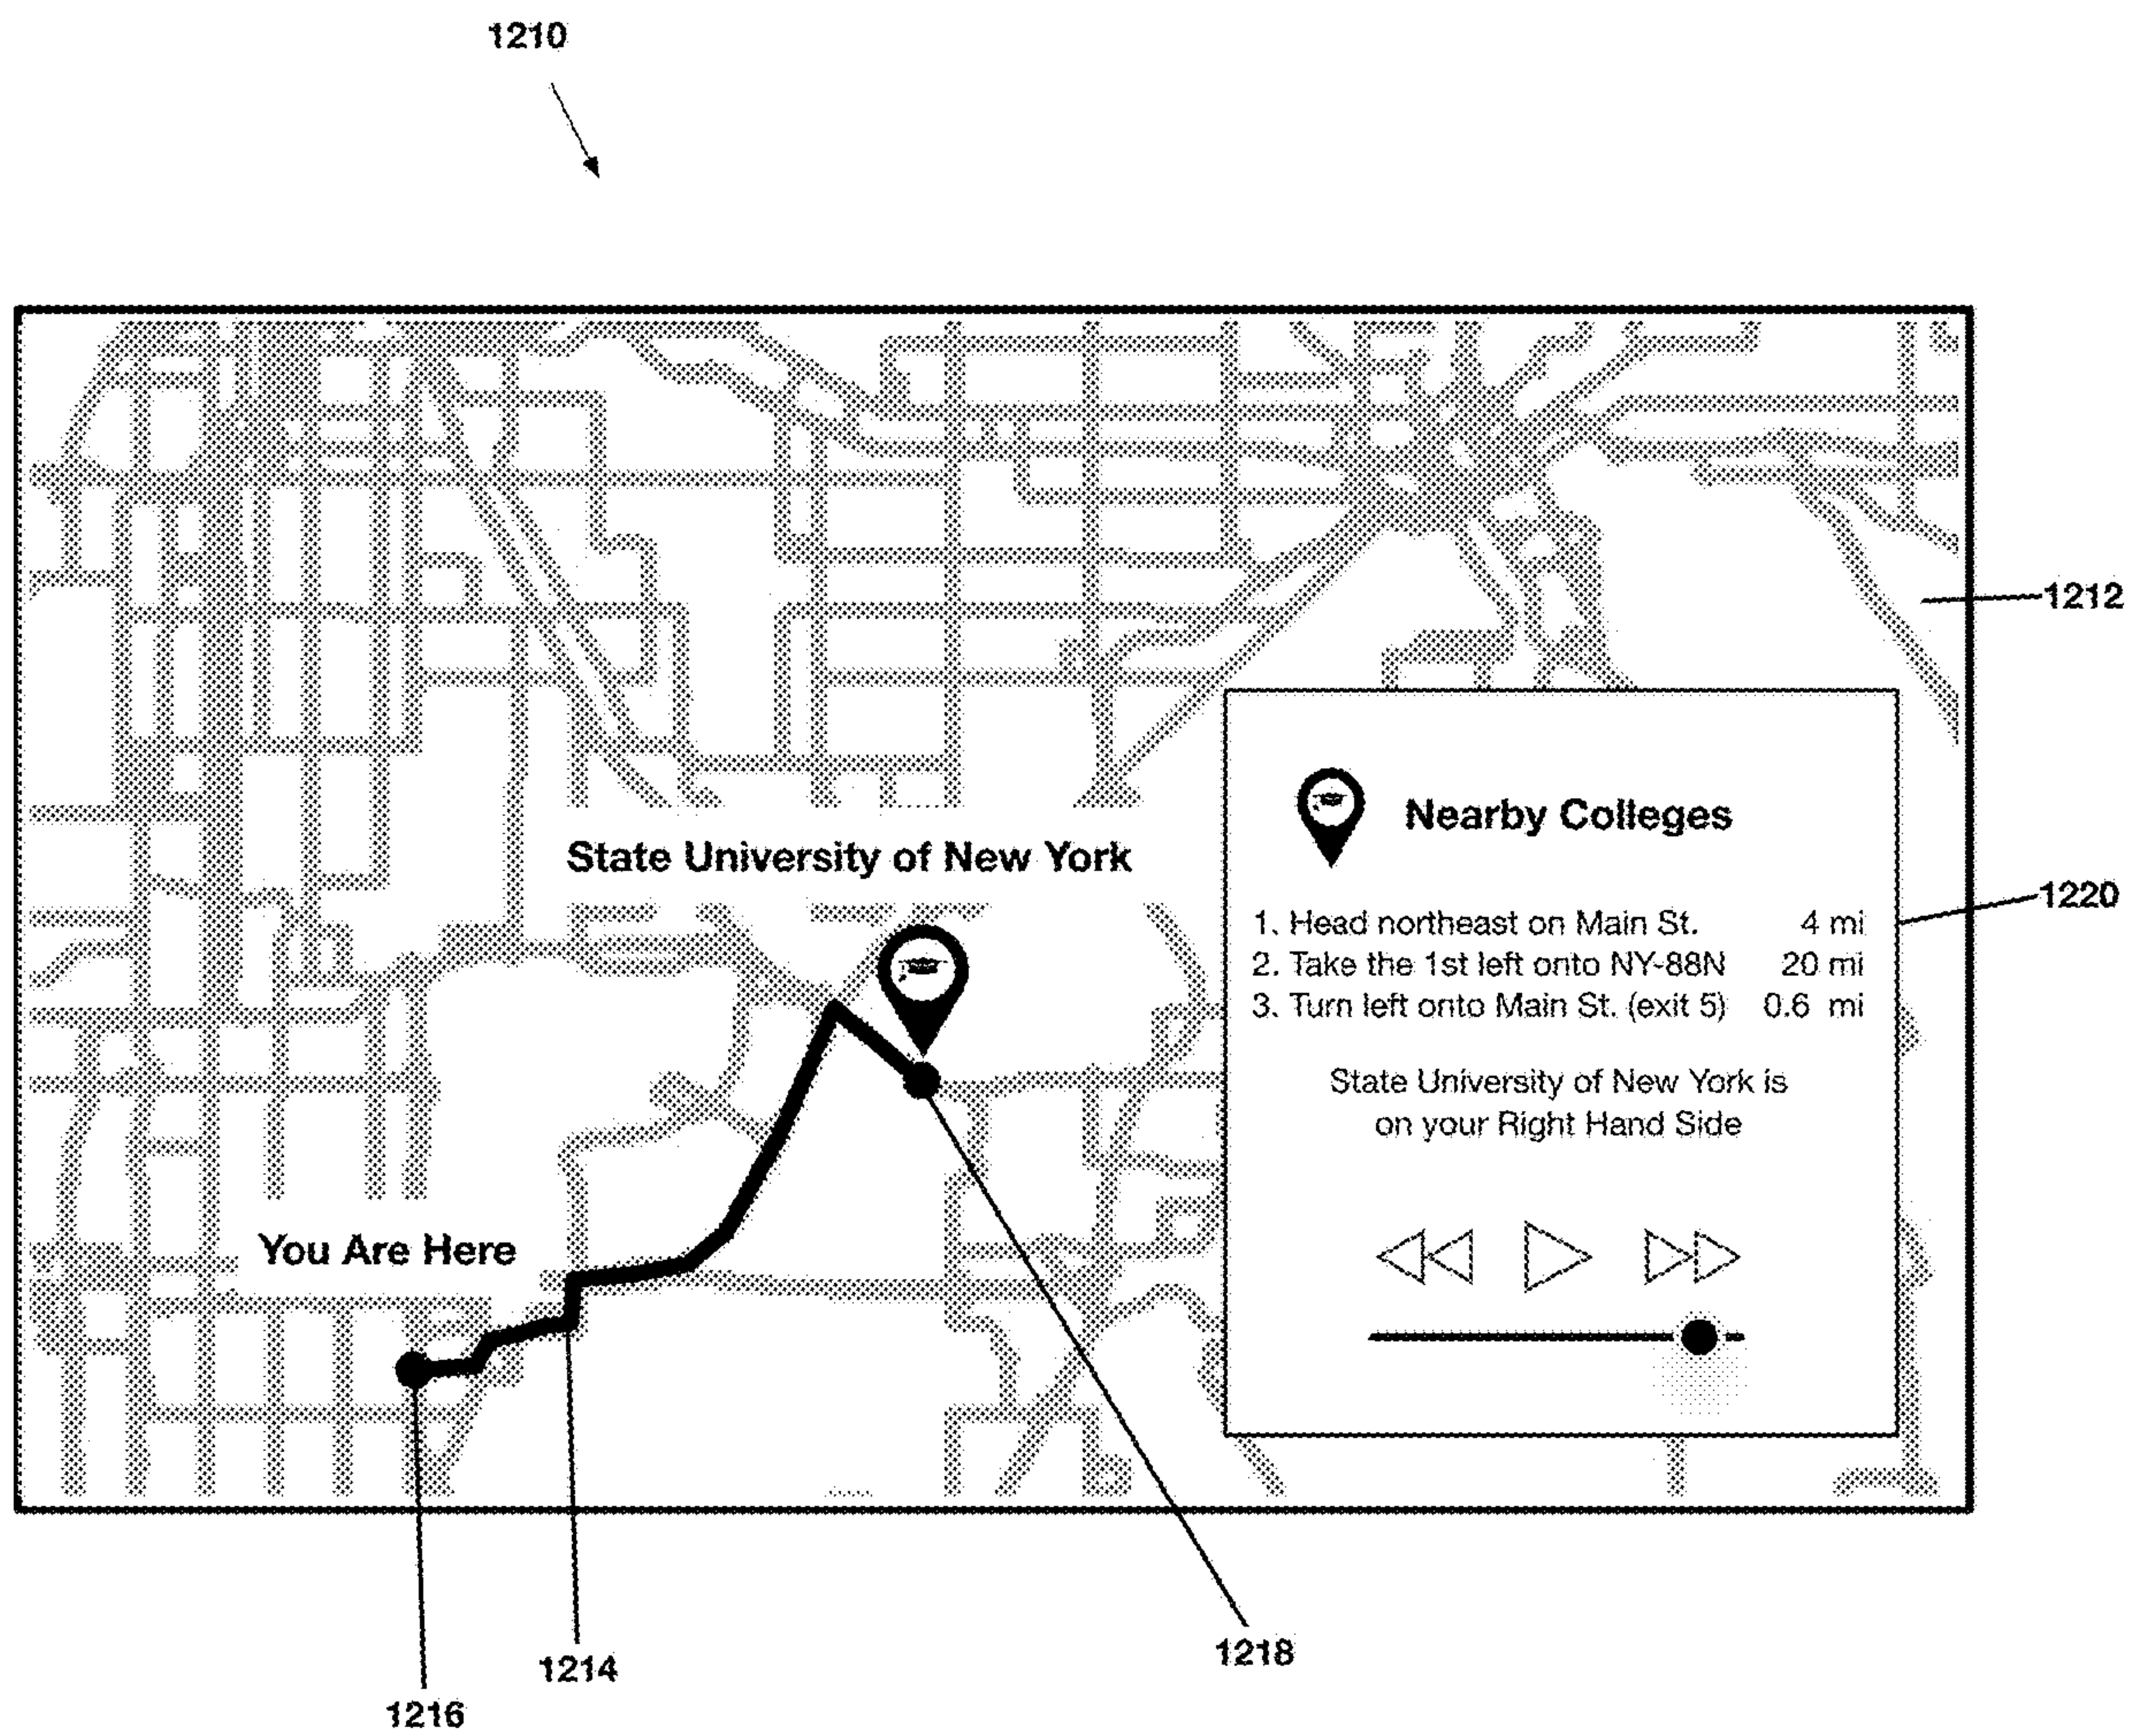 1210
1212
Nearby Colleges
State University of New York
1220
1. Head northeast on Main St. 4 mi
2. Take the 1st left onto NY-88N 20 mi
3. Turn left onto Main St. (exit 5) 0.6 mi
State University of New York is
on your Right Hand Side
You Are Here
1218
1214
1216